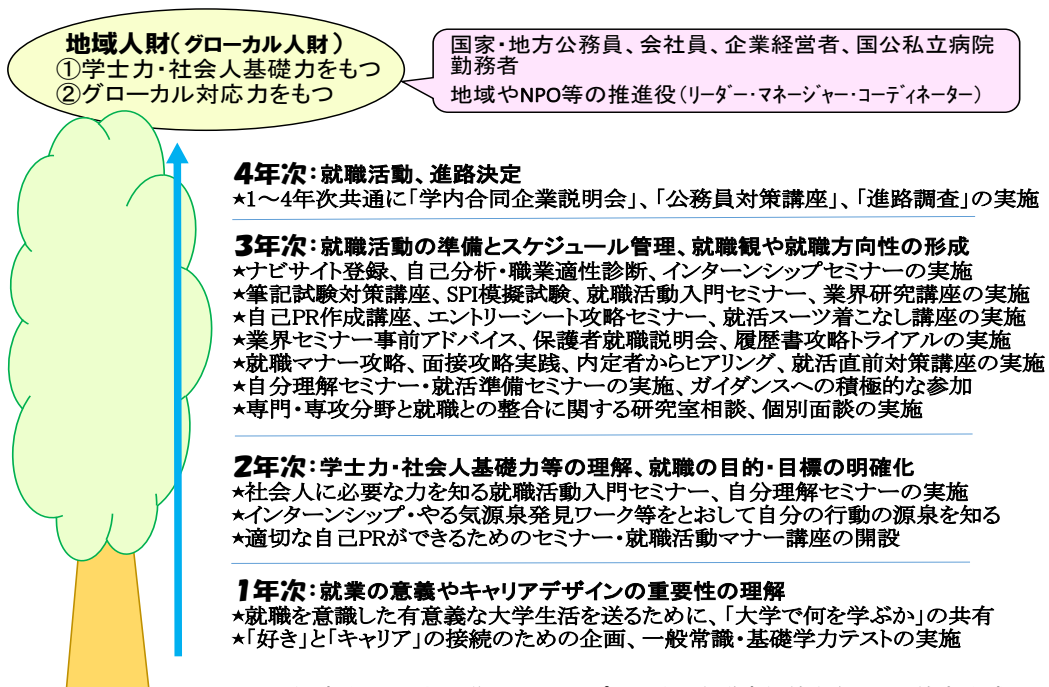 地域人財（グローカル人財）
①学士力・社会人基礎力をもつ
②グローカル対応力をもつ
国家・地方公務員、会社員、企業経営者、国公私立病院
勤務者
地域やNPO等の推進役（リーダー・マネージャー・コーディネーター）
4年次：就職活動、進路決定
★1～4年次共通に「学内合同企業説明会」、「公務員対策講座」、「進路調査」の実施
3年次：就職活動の準備とスケジュール管理、就職観や就職方向性の形成
★ナビサイト登録、自己分析・職業適性診断、インターンシップセミナーの実施
★筆記試験対策講座、SPI模擬試験、就職活動入門セミナー、業界研究講座の実施
★自己PR作成講座、エントリーシート攻略セミナー、就活スーツ着こなし講座の実施
★業界セミナー事前アドバイス、保護者就職説明会、履歴書攻略トライアルの実施
★就職マナー攻略、面接攻略実践、内定者からヒアリング、就活直前対策講座の実施
★自分理解セミナー・就活準備セミナーの実施、ガイダンスへの積極的な参加
★専門・専攻分野と就職との整合に関する研究室相談、個別面談の実施
2年次：学士力・社会人基礎力等の理解、就職の目的・目標の明確化
★社会人に必要な力を知る就職活動入門セミナー、自分理解セミナーの実施
★インターンシップ・やる気源泉発見ワーク等をとおして自分の行動の源泉を知る
★適切な自己PRができるためのセミナー・就職活動マナー講座の開設
1年次：就業の意義やキャリアデザインの重要性の理解
★就職を意識した有意義な大学生活を送るために、「大学で何を学ぶか」の共有
★「好き」と「キャリア」の接続のための企画、一般常識・基礎学力テストの実施